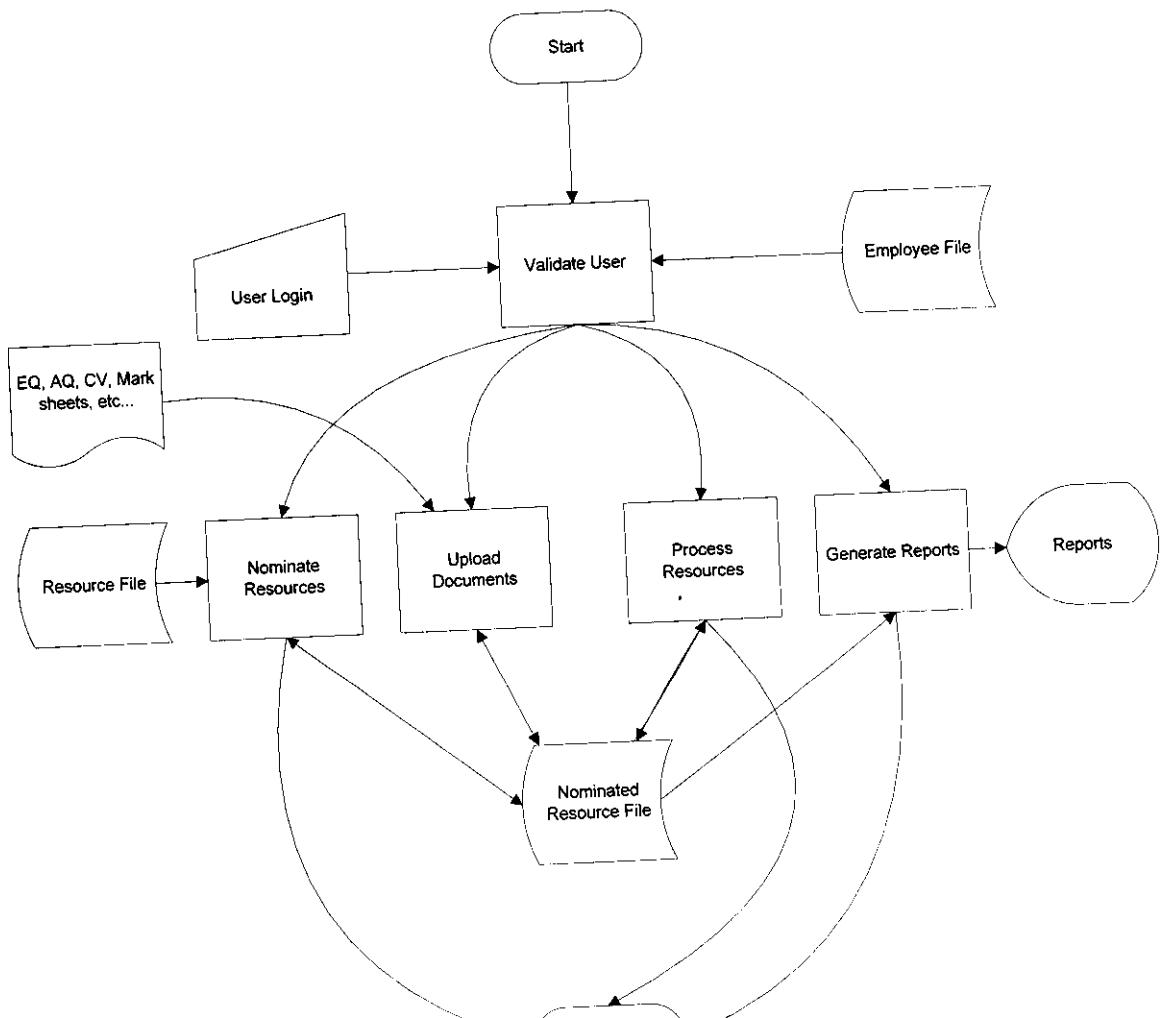 Start
Validate User
Employee File
User Login
EQ, AQ, CV, Mark
sheets, etc...
Resource File
Nominate
Resources
Upload
Documents
Process
Resources
Generate Reports
Reports
Nominated
Resource File